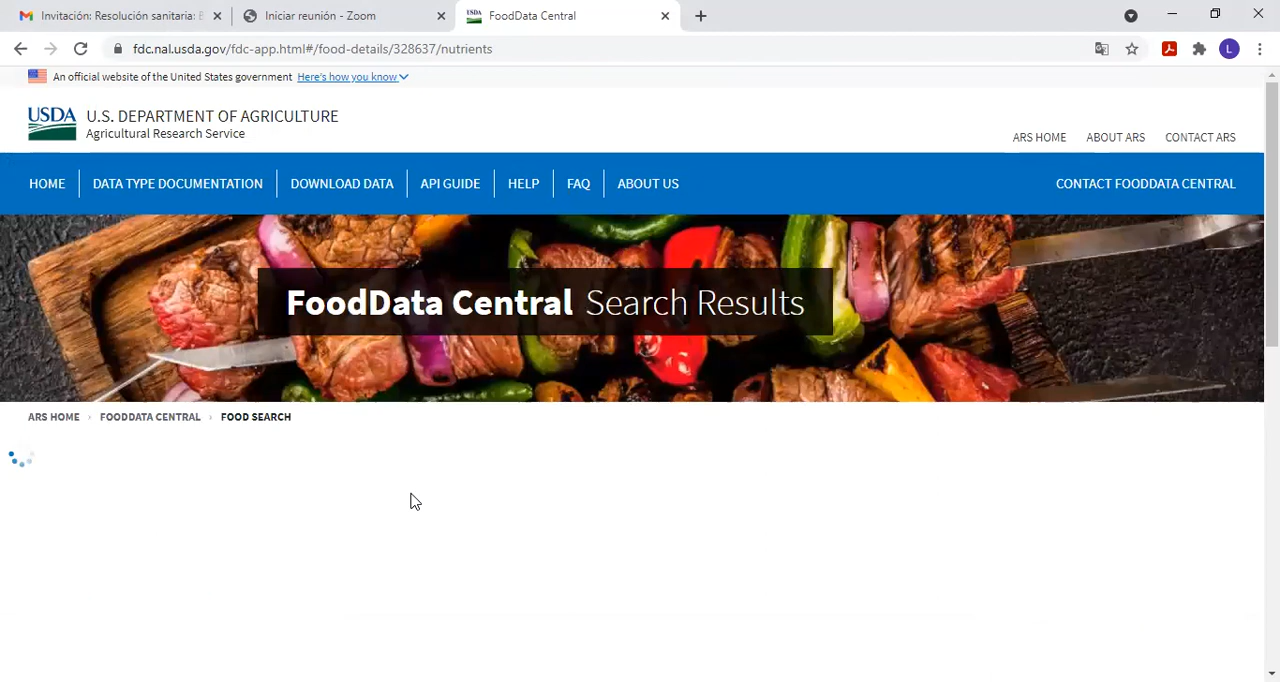 Invitación: Resolución sanitaria:
Iniciar reunión - Zoom
FoodData Central
fdc.nal.usda.gov/fdc-app.html#/food-details/328637/nutrients
L
An official website of the United States government Here's how you know
USDA
U.S. DEPARTMENT OF AGRICULTURE
Agricultural Research Service
ARS HOME ABOUT ARS CONTACT ARS
HOME DATA TYPE DOCUMENTATION DOWNLOAD DATA API GUIDE HELP FAQ ABOUT US CONTACT FOODDATA CENTRAL
FoodData Central Search Results
ARS HOME › FOODDATA CENTRAL › FOOD SEARCH